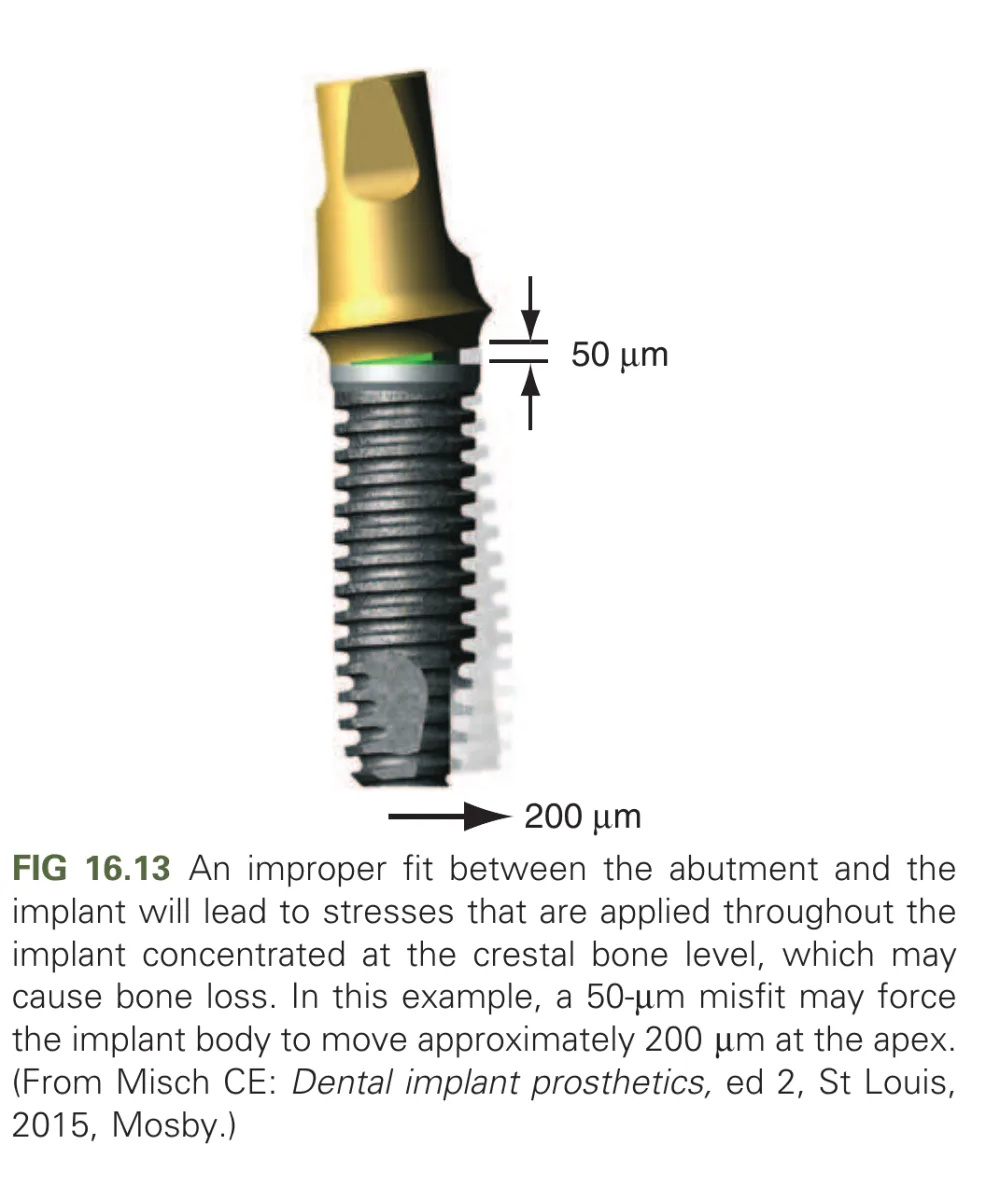 50 μm
200 μm
FIG 16.13 An improper fit between the abutment and the
implant will lead to stresses that are applied throughout the
implant concentrated at the crestal bone level, which may
cause bone loss. In this example, a 50-μm misfit may force
the implant body to move approximately 200 μm at the apex.
(From Misch CE: Dental implant prosthetics, ed 2, St Louis,
2015, Mosby.)